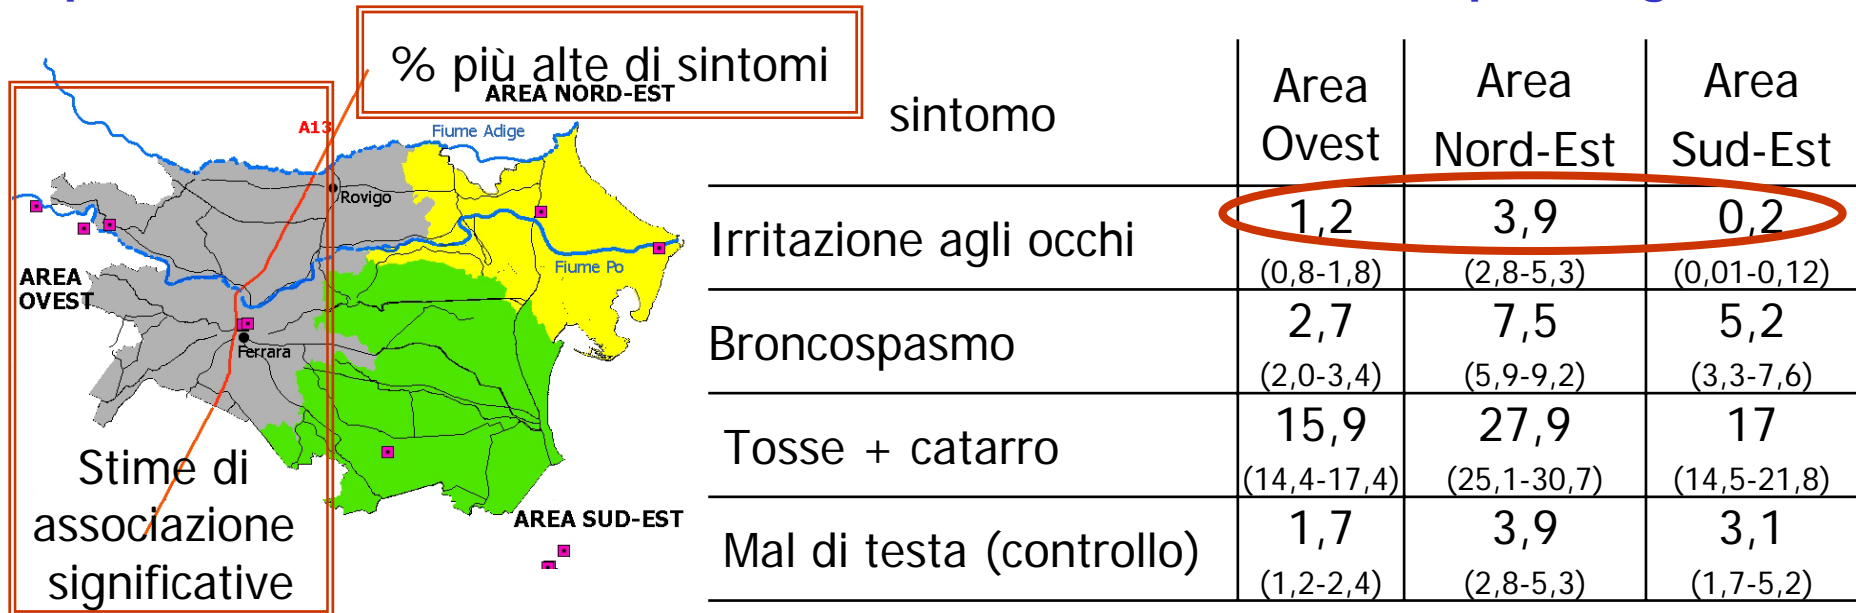 % più alte di sintomi
AREA NORD-EST
A13
Fiume Adige
Rovigo
AREA
OVEST
Fiume Po
Ferrara
Stime di
associazione
significative
AREA SUD-EST
sintomo
Area
Ovest
Area
Nord-Est
Area
Sud-Est
Irritazione agli occhi
1,2
3,9
0,2
(0,8-1,8)
(2,8-5,3)
(0,01-0,12)
Broncospasmo
2,7
7,5
5,2
(2,0-3,4)
(5,9-9,2)
(3,3-7,6)
Tosse + catarro
15,9
27,9
17
(14,4-17,4)
(25,1-30,7)
(14,5-21,8)
Mal di testa (controllo)
1,7
3,9
3,1
(1,2-2,4)
(2,8-5,3)
(1,7-5,2)